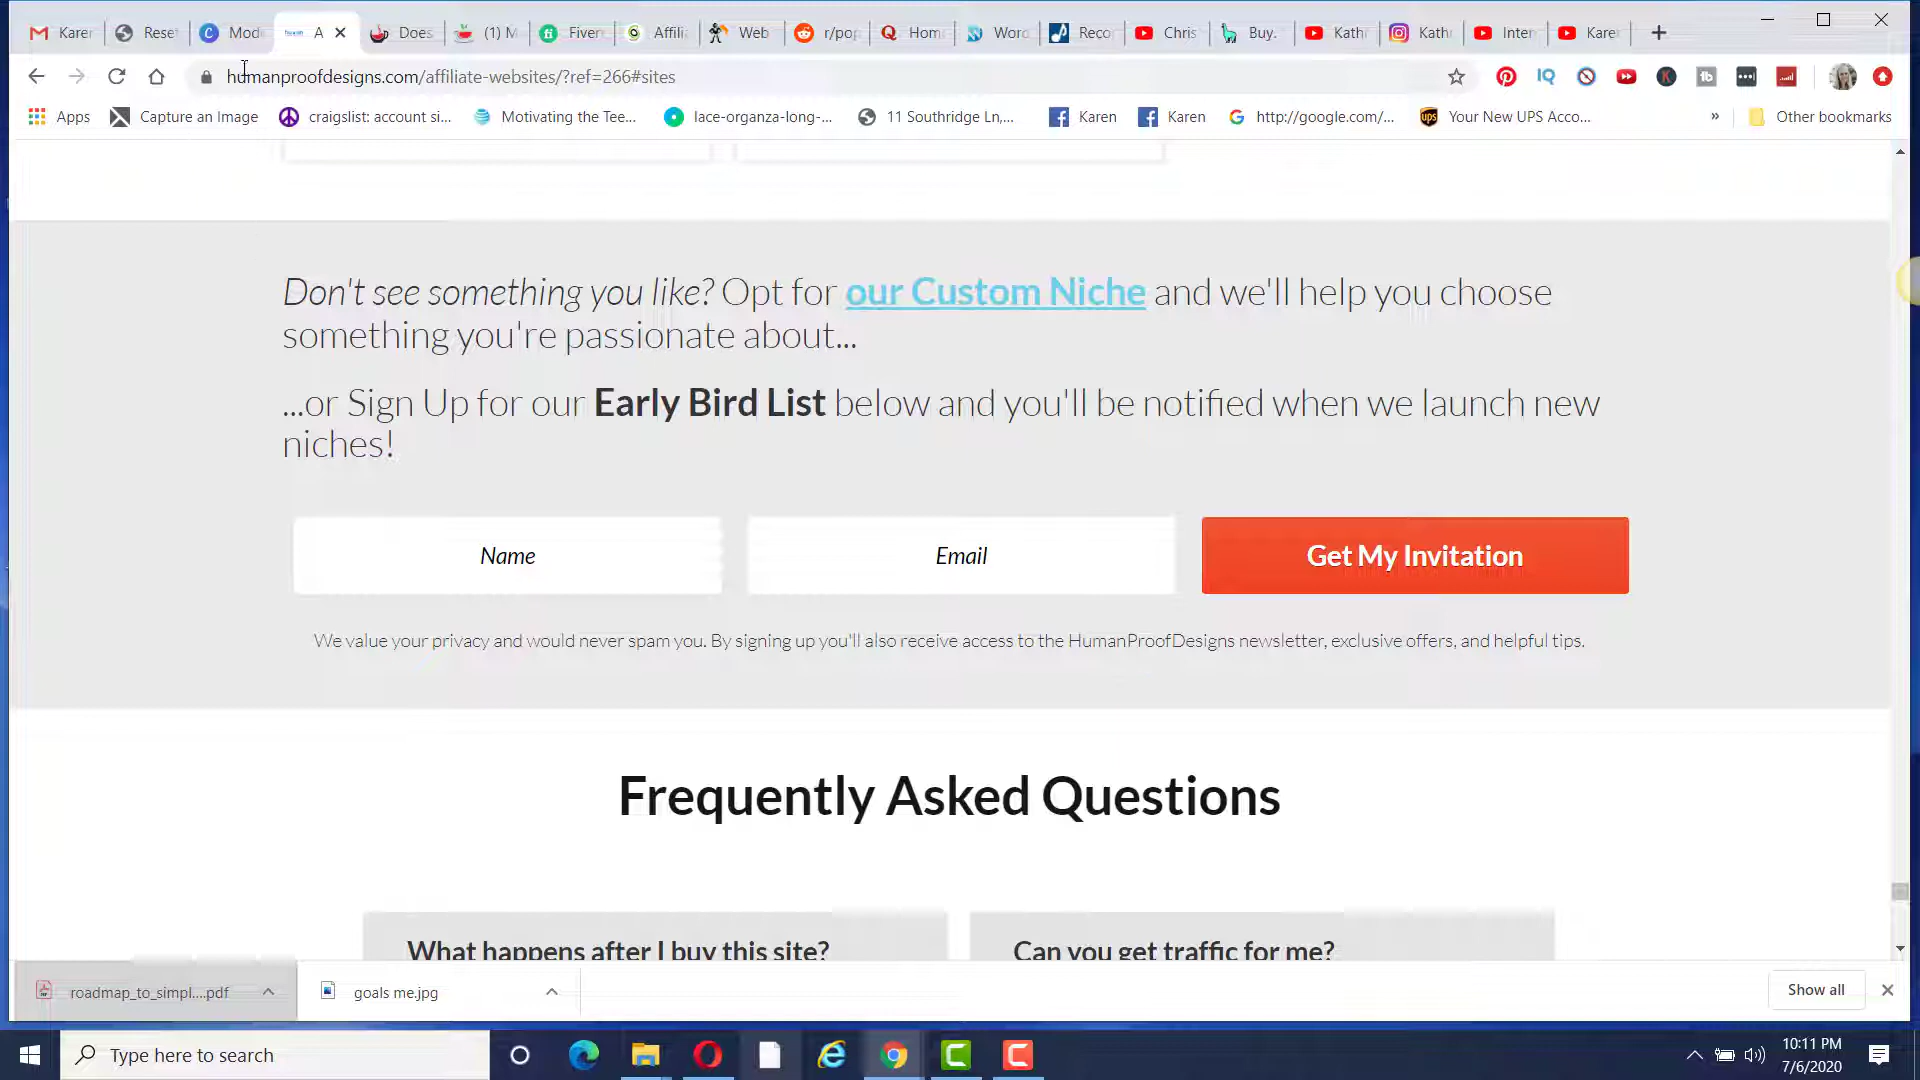 Karer
Rese
Mod
A
Does
(1) M
Fiver
Affili
Web
r/pop
Hom
Word
Reco
Chris
Buy.
Kathi
Kathr
Inter
Karer
humanproofdesigns.com/affiliate-websites/?ref=266#sites
Apps
Capture an Image
craigslist: account si...
Motivating the Tee...
lace-organza-long-...
11 Southridge Ln,...
Karen
Karen
http://google.com/...
Your New UPS Acco...
»
Other bookmarks
Don't see something you like? Opt for our Custom Niche and we'll help you choose
something you're passionate about...
...or Sign Up for our Early Bird List below and you'll be notified when we launch new
niches!
Name
Email
Get My Invitation
We value your privacy and would never spam you. By signing up you'll also receive access to the HumanProofDesigns newsletter, exclusive offers, and helpful tips.
Frequently Asked Questions
What happens after I buy this site?
Can you get traffic for me?
roadmap_to_simpl....pdf
goals me.jpg
Show all
Type here to search
10:11 PM
7/6/2020